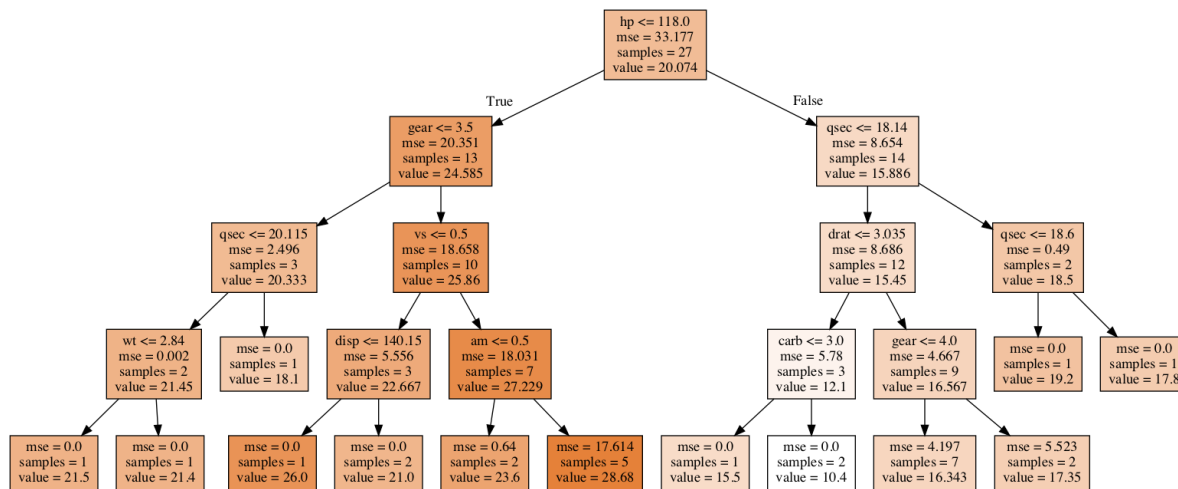 hp <= 118.0
mse = 33.177
samples = 27
value = 20.074
True
False
gear <= 3.5
mse = 20.351
samples = 13
value = 24.585
qsec <= 18.14
mse = 8.654
samples = 14
value = 15.886
qsec <= 20.115
mse = 2.496
samples = 3
value = 20.333
vs <= 0.5
mse = 18.658
samples = 10
value = 25.86
drat <= 3.035
mse = 8.686
samples = 12
value = 15.45
qsec <= 18.6
mse = 0.49
samples = 2
value = 18.5
wt <= 2.84
mse = 0.002
samples = 2
value = 21.45
mse = 0.0
samples = 1
value = 18.1
disp <= 140.15
mse = 5.556
samples = 3
value = 22.667
am <= 0.5
mse = 18.031
samples = 7
value = 27.229
carb <= 3.0
mse = 5.78
samples = 3
value = 12.1
gear <= 4.0
mse = 4.667
samples = 9
value = 16.567
mse = 0.0
samples = 1
value = 19.2
mse = 0.0
samples = 1
value = 17.8
mse = 0.0
samples = 1
value = 21.5
mse = 0.0
samples = 1
value = 21.4
mse = 0.0
samples = 1
value = 26.0
mse = 0.0
samples = 2
value = 21.0
mse = 0.64
samples = 2
value = 23.6
mse = 17.614
samples = 5
value = 28.68
mse = 0.0
samples = 1
value = 15.5
mse = 0.0
samples = 2
value = 10.4
mse = 4.197
samples = 7
value = 16.343
mse = 5.523
samples = 2
value = 17.35